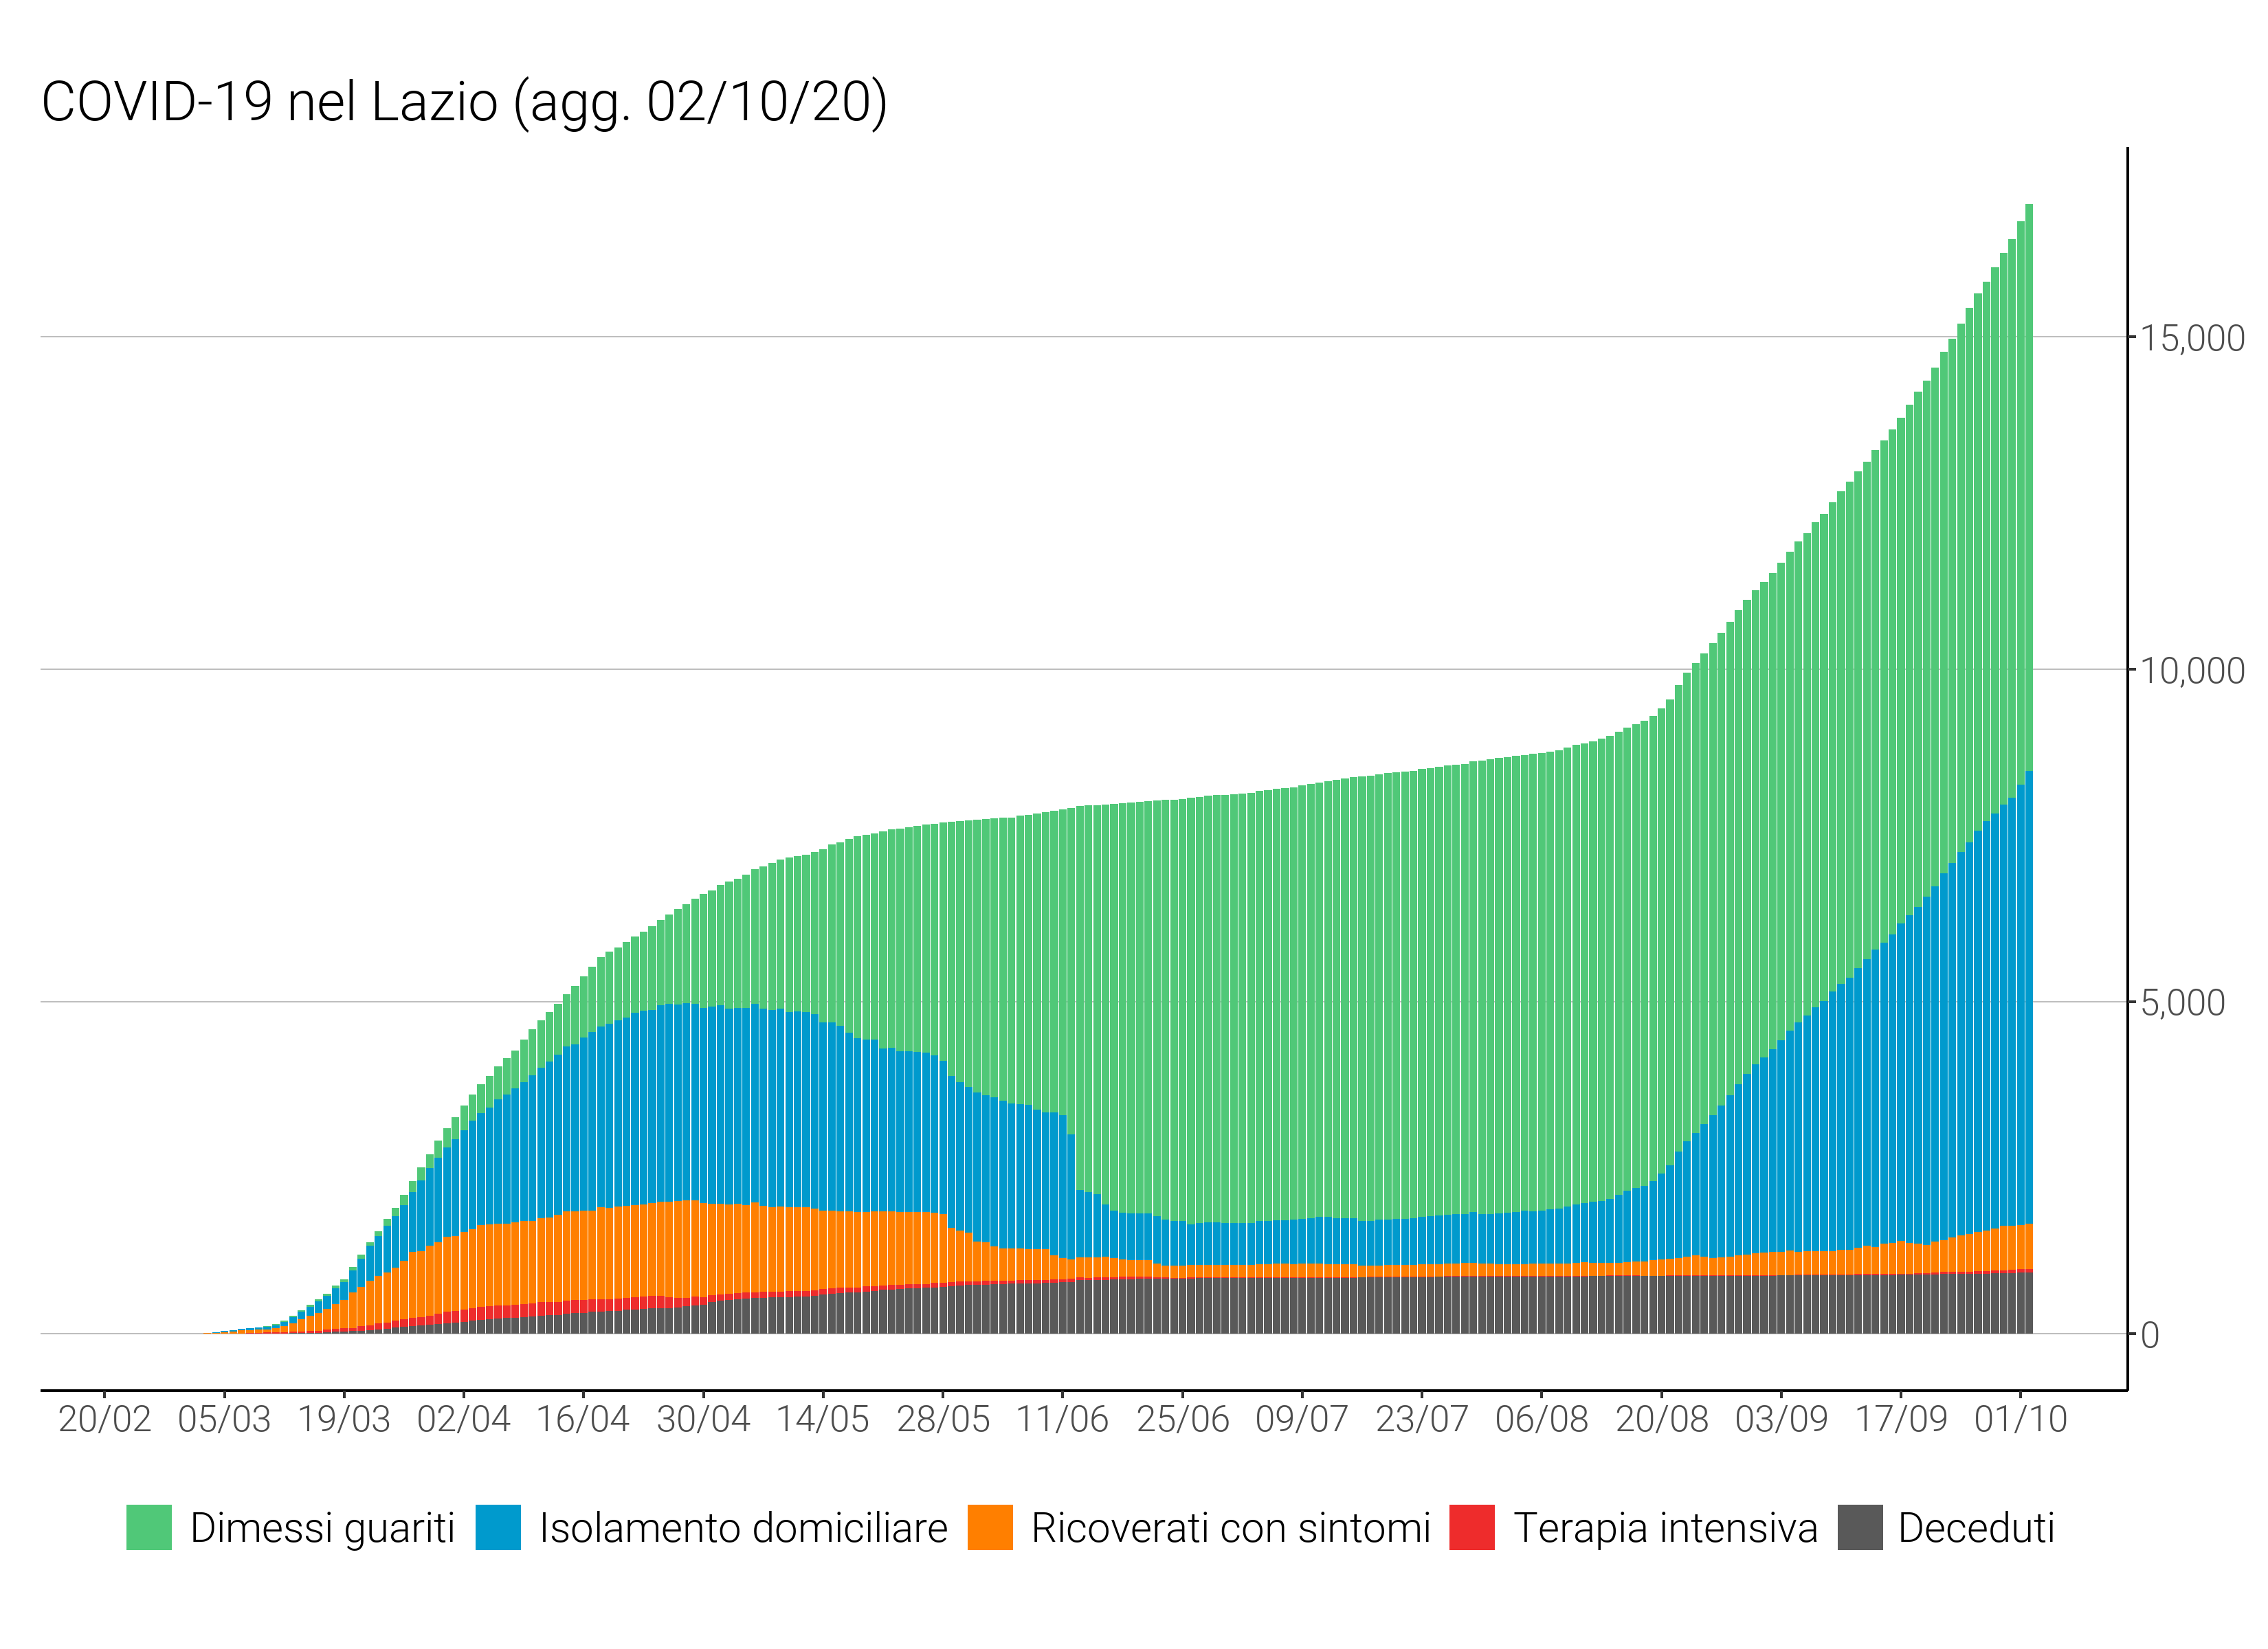 COVID-19 nel Lazio (agg. 02/10/20)
15,000
10,000
5,000
0
20/02 05/03 19/03 02/04 16/04 30/04 14/05 28/05 11/06 25/06 09/07 23/07 06/08 20/08 03/09 17/09 01/10
Dimessi guariti Isolamento domiciliare Ricoverati con sintomi Terapia intensiva Deceduti